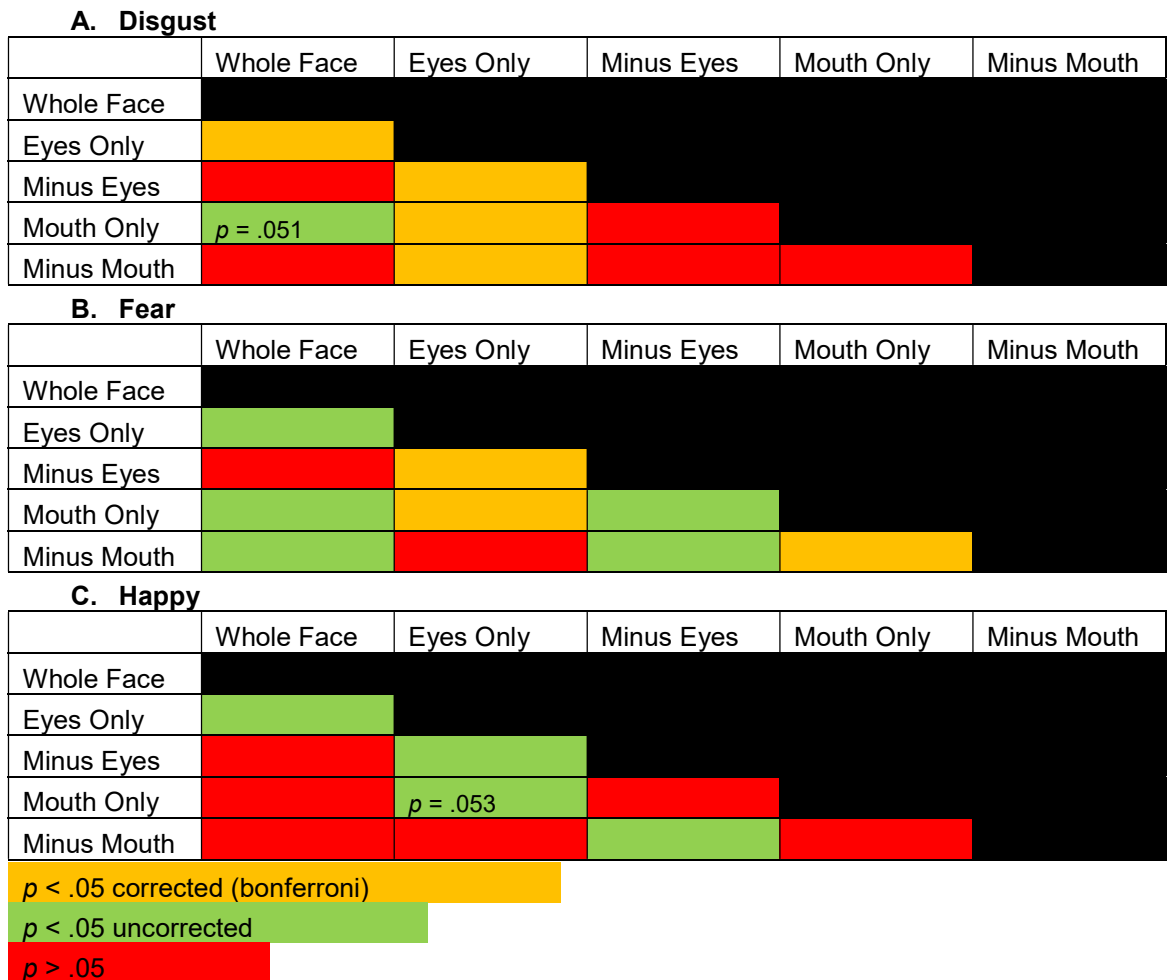 A. Disgust
Whole Face Eyes Only Minus Eyes Mouth Only Minus Mouth
Whole Face
Eyes Only
Minus Eyes
Mouth Only p = .051
Minus Mouth
B. Fear
Whole Face Eyes Only Minus Eyes Mouth Only Minus Mouth
Whole Face
Eyes Only
Minus Eyes
Mouth Only
Minus Mouth
C. Happy
Whole Face Eyes Only Minus Eyes Mouth Only Minus Mouth
Whole Face
Eyes Only
Minus Eyes
Mouth Only p = .053
Minus Mouth
p < .05 corrected (bonferroni)
p < .05 uncorrected
p > .05